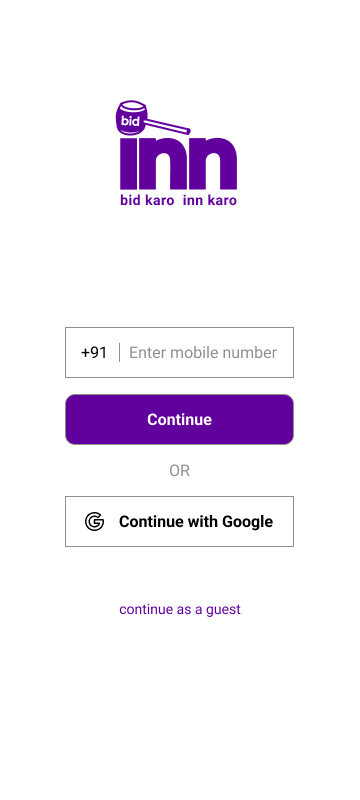 bid
inn
bid karo inn karo
+91 Enter mobile number
Continue
OR
Continue with Google
continue as a guest